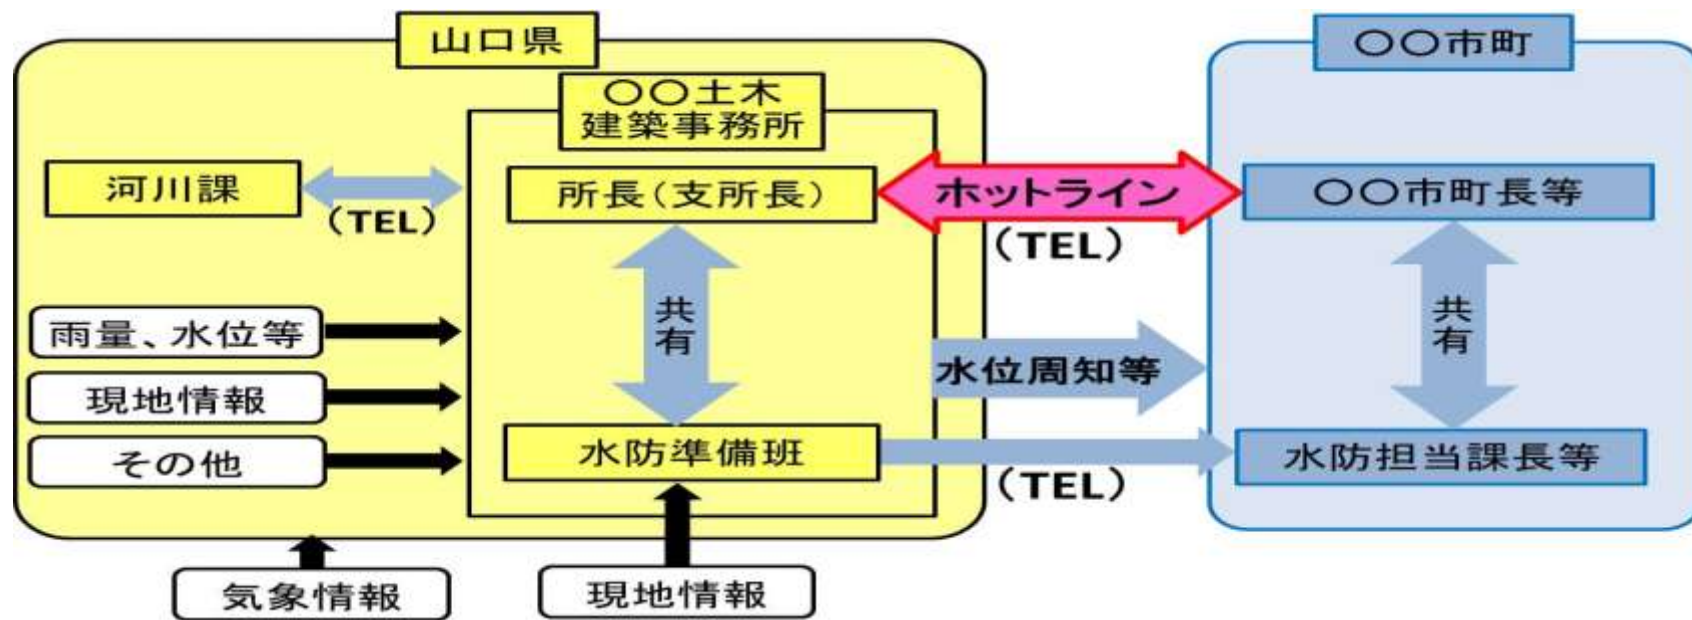 山口県
〇〇市町
〇〇土木
建築事務所
河川課
(TEL)
所長(支所長)
ホットライン
(TEL)
〇〇市町長等
共有
共有
雨量、水位等
現地情報
その他
水位周知等
水防準備班
(TEL)
水防担当課長等
気象情報
現地情報